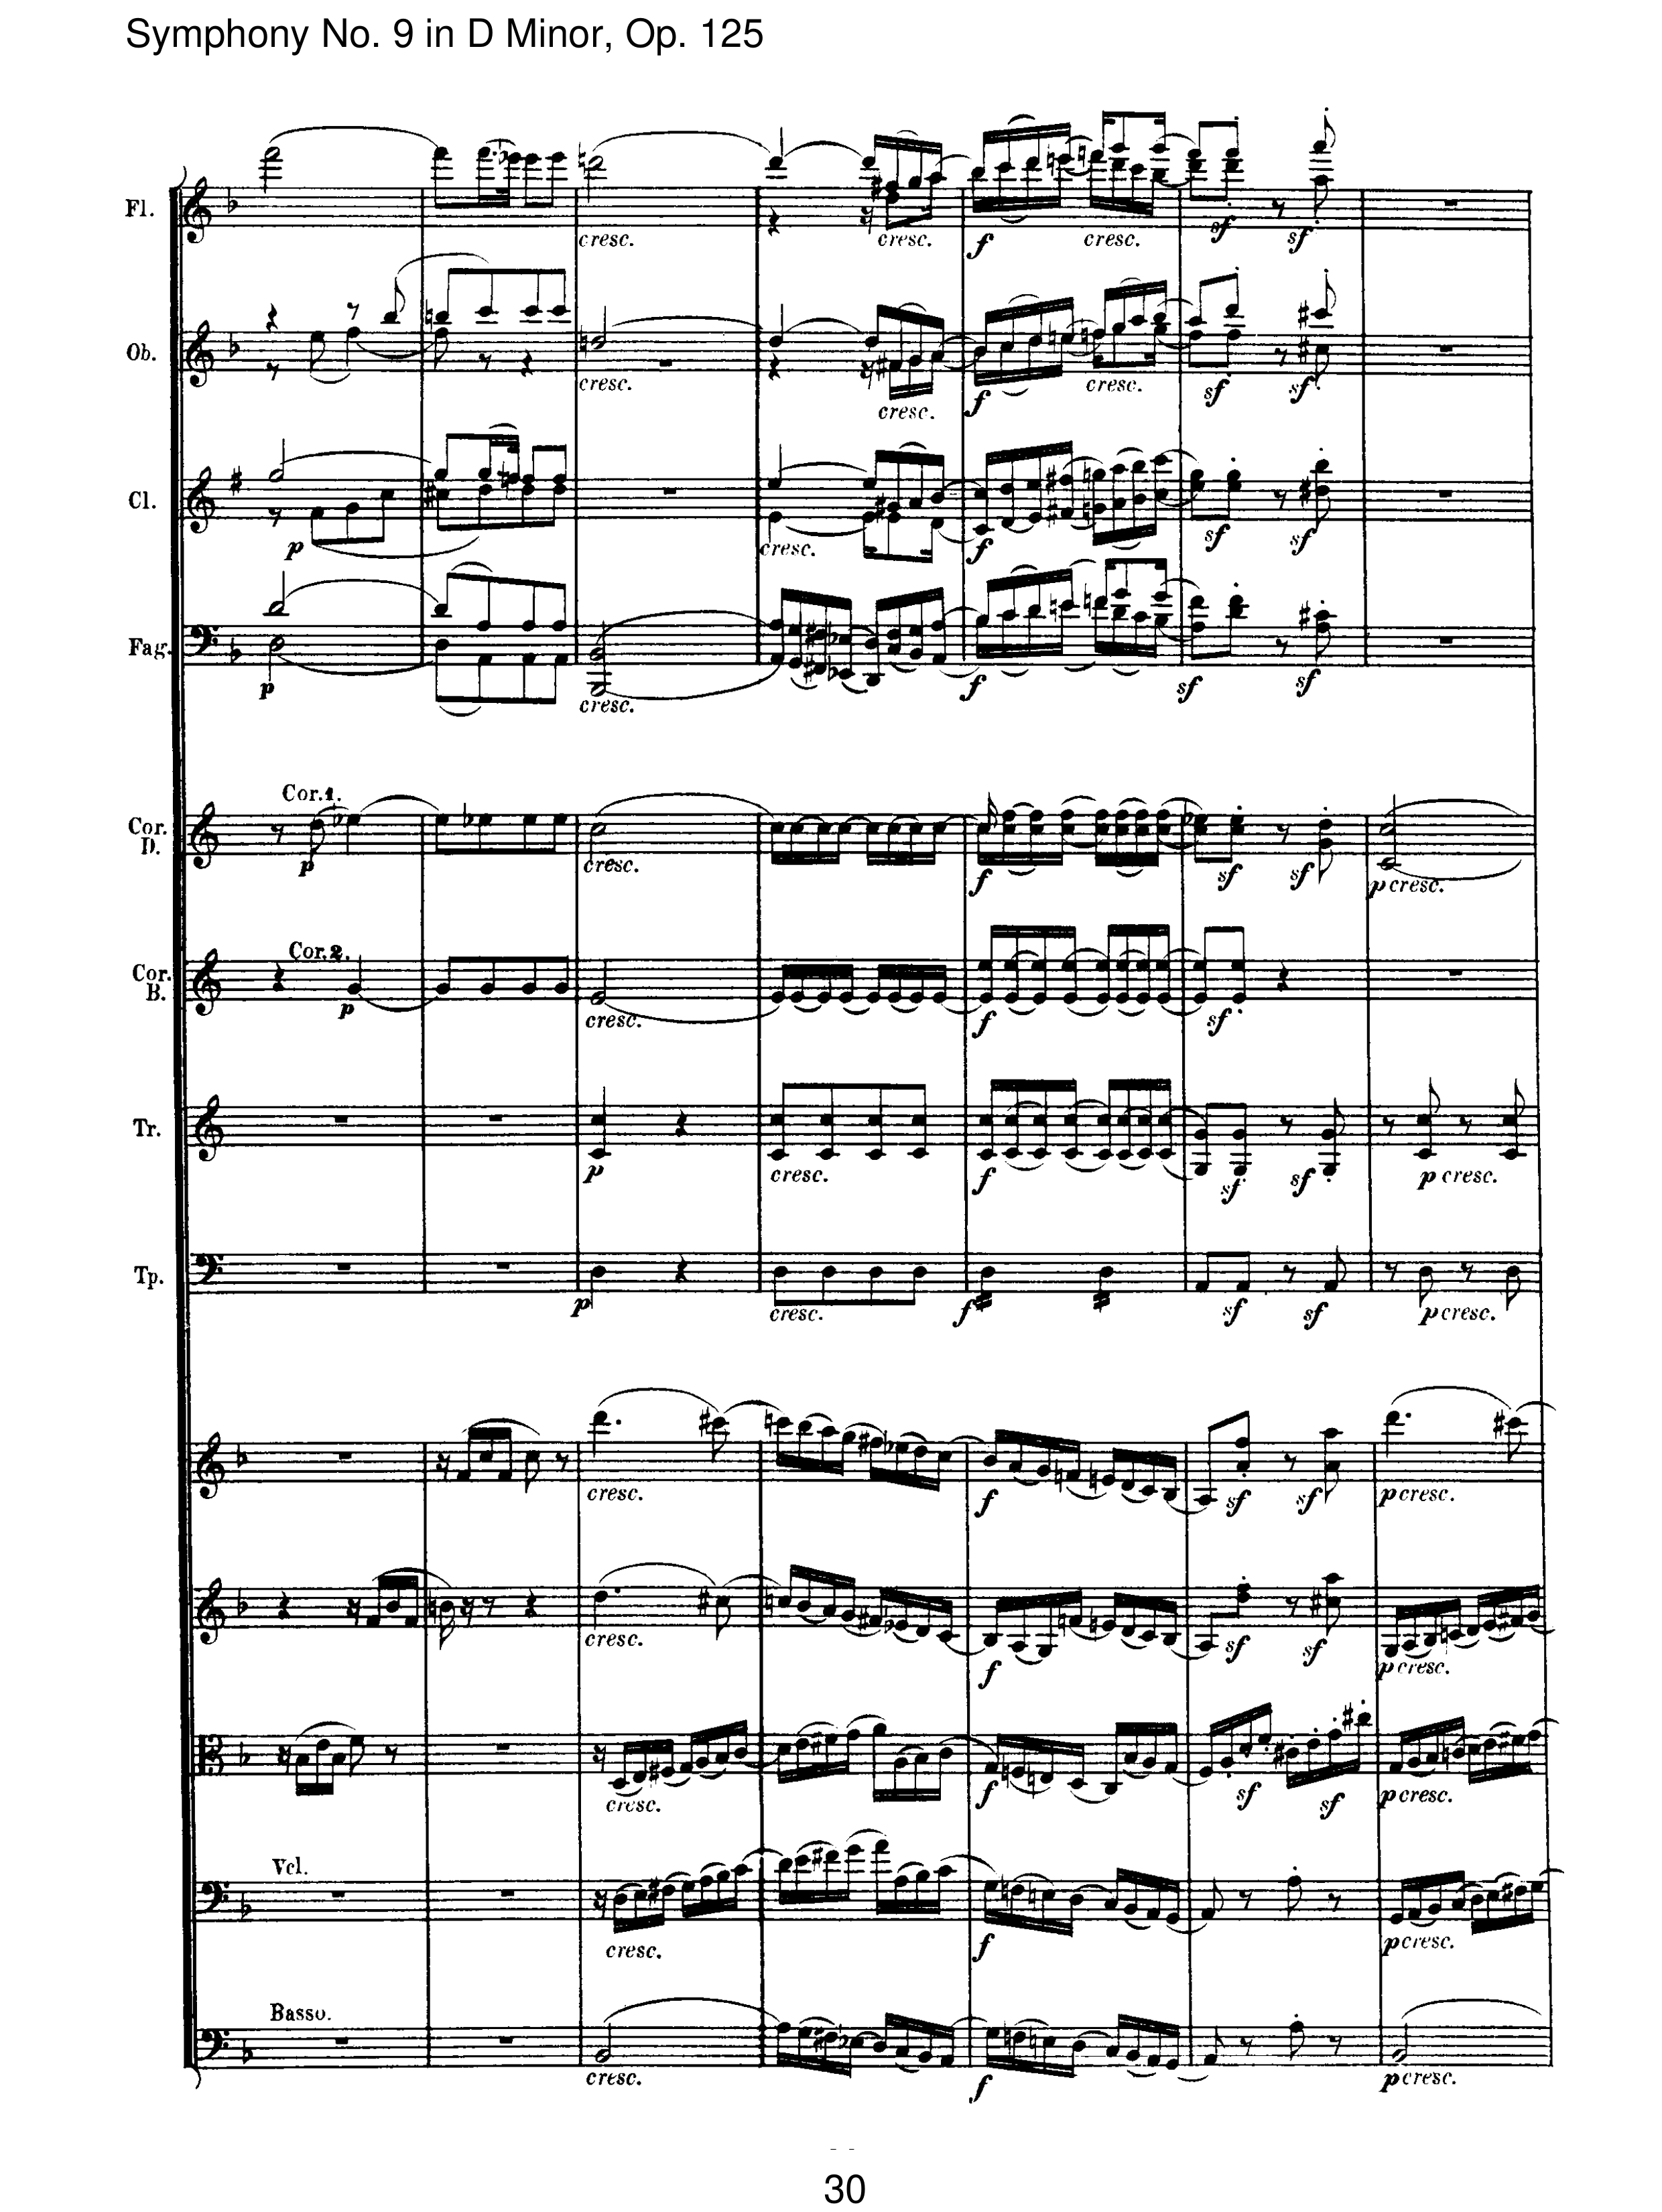 Symphony No. 9 in D Minor, Op. 125
Fl.
cresc. cresc. f cresc. sf sf
Ob.
cresc. cresc. f cresc. sf sf
Cl.
p cresc. f sf sf
Fag.
p cresc. f sf sf
Cor. 1.
Cor. D.
p cresc. f sf sf p cresc.
Cor. 2.
Cor. B.
p cresc. f sf
Tr.
p cresc. f sf sf p cresc.
Tp.
p cresc. f sf sf p cresc.
cresc. f sf sf p cresc.
cresc. f sf sf p cresc.
cresc. f sf sf p cresc.
Vcl.
cresc. f p cresc.
Basso.
cresc. f p cresc.
30